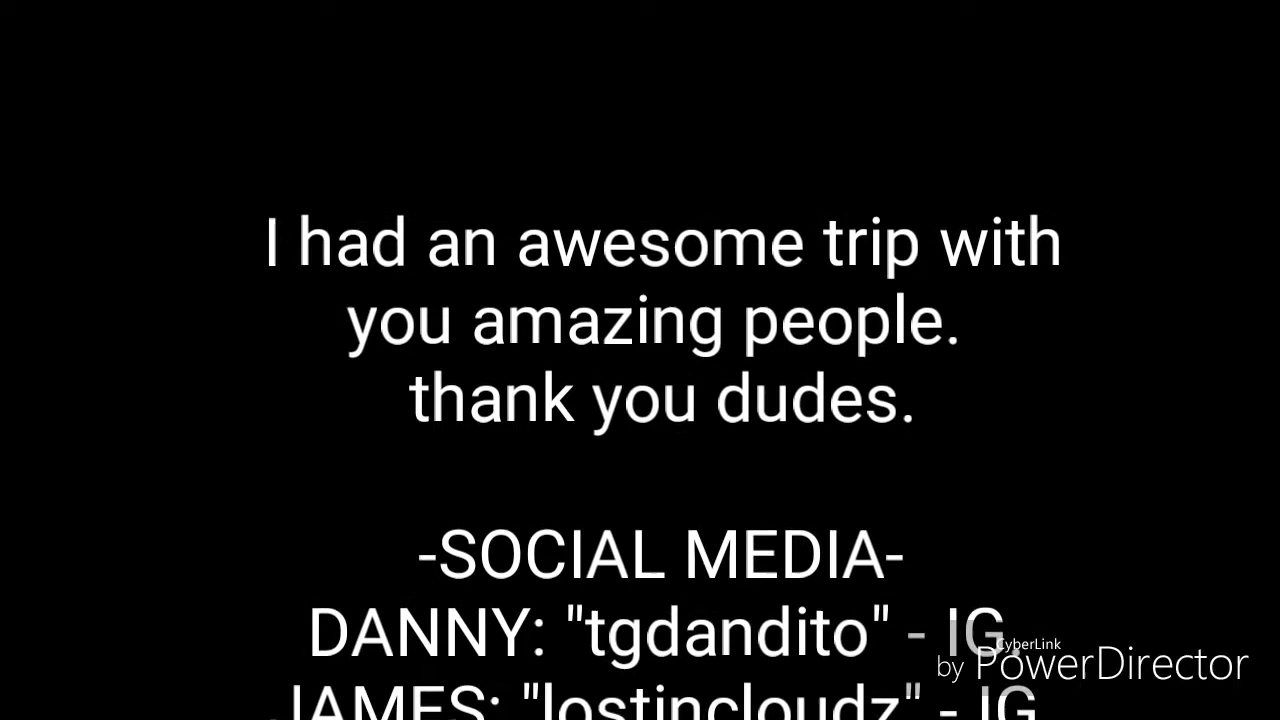 I had an awesome trip with
you amazing people.
thank you dudes.
-SOCIAL MEDIA-
DANNY: "tgdandito" - IG.
JAMES: "lostincloudz" - IG
CyberLink
by PowerDirector